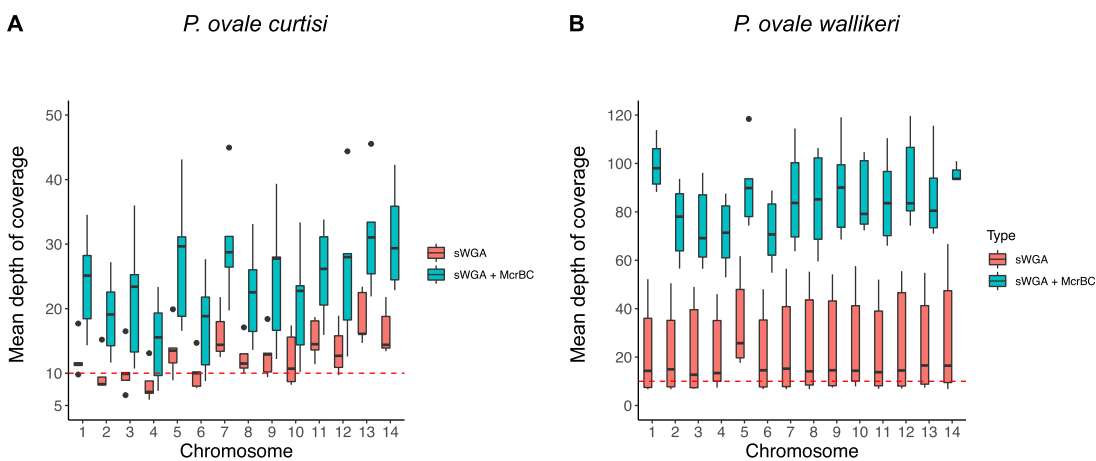 A
P. ovale curtisi
Mean depth of coverage
50
40
30
20
10
5
1 2 3 4 5 6 7 8 9 10 11 12 13 14
Chromosome
sWGA
sWGA + McrBC
B
P. ovale wallikeri
Mean depth of coverage
120
100
80
60
40
20
0
1 2 3 4 5 6 7 8 9 10 11 12 13 14
Chromosome
Type
sWGA
sWGA + McrBC